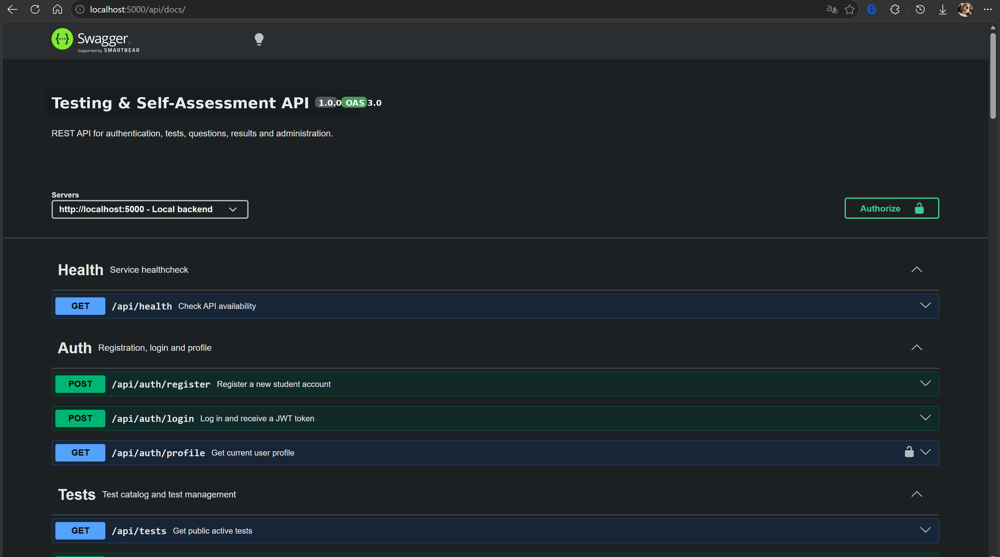 localhost:5000/api/docs/
Swagger
Supported by SMARTBEAR
Testing & Self-Assessment API 1.0.0 OAS 3.0
REST API for authentication, tests, questions, results and administration.
Servers
http://localhost:5000 - Local backend
Authorize
Health Service healthcheck
GET /api/health Check API availability
Auth Registration, login and profile
POST /api/auth/register Register a new student account
POST /api/auth/login Log in and receive a JWT token
GET /api/auth/profile Get current user profile
Tests Test catalog and test management
GET /api/tests Get public active tests